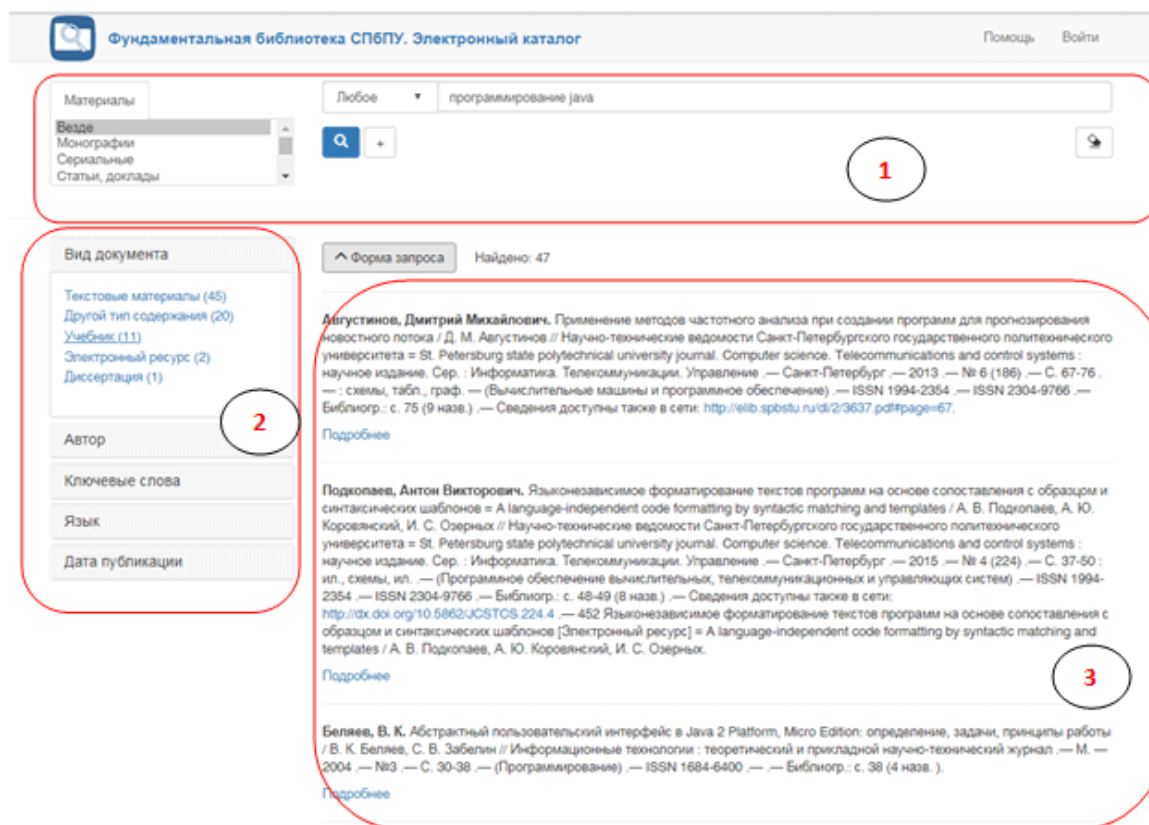 Фундаментальная библиотека СПбПУ. Электронный каталог
Помощь Войти
Материалы
Везде
Монографии
Сериальные
Статьи, доклады
Любое
программирование java
+
1
Вид документа
Текстовые материалы (45)
Другой тип содержания (20)
Учебник (11)
Электронный ресурс (2)
Диссертация (1)
2
Автор
Ключевые слова
Язык
Дата публикации
Форма запроса Найдено: 47
Августинов, Дмитрий Михайлович. Применение методов частотного анализа при создании программ для прогнозирования
новостного потока / Д. М. Августинов // Научно-технические ведомости Санкт-Петербургского государственного политехнического
университета = St. Petersburg state polytechnical university journal. Computer science. Telecommunications and control systems :
научное издание. Сер. : Информатика. Телекоммуникации. Управление .— Санкт-Петербург .— 2013 .— № 6 (186) .— С. 67-76 .
— : схемы, табл., граф. — (Вычислительные машины и программное обеспечение) .— ISSN 1994-2354 .— ISSN 2304-9766 .—
Библиогр.: с. 75 (9 назв.) .— Сведения доступны также в сети: http://elib.spbstu.ru/dl/2/3637.pdf#page=67.
Подробнее
Подкопаев, Антон Викторович. Языконезависимое форматирование текстов программ на основе сопоставления с образцом и
синтаксических шаблонов = A language-independent code formatting by syntactic matching and templates / А. В. Подкопаев, А. Ю.
Коровянский, И. С. Озерных // Научно-технические ведомости Санкт-Петербургского государственного политехнического
университета = St. Petersburg state polytechnical university journal. Computer science. Telecommunications and control systems :
научное издание. Сер. : Информатика. Телекоммуникации. Управление .— Санкт-Петербург .— 2015 .— № 4 (224) .— С. 37-50 :
ил., схемы, ил. .— (Программное обеспечение вычислительных, телекоммуникационных и управляющих систем) .— ISSN 1994-
2354 .— ISSN 2304-9766 .— Библиогр.: с. 48-49 (8 назв.) .— Сведения доступны также в сети:
http://dx.doi.org/10.5862/JCSTCS.224.4 .— 452 Языконезависимое форматирование текстов программ на основе сопоставления с
образцом и синтаксических шаблонов [Электронный ресурс] = A language-independent code formatting by syntactic matching and
templates / А. В. Подкопаев, А. Ю. Коровянский, И. С. Озерных.
Подробнее
3
Беляев, В. К. Абстрактный пользовательский интерфейс в Java 2 Platform, Micro Edition: определение, задачи, принципы работы
/ В. К. Беляев, С. В. Забелин // Информационные технологии : теоретический и прикладной научно-технический журнал .— М. —
2004 .— №3 .— С. 30-38 .— (Программирование) .— ISSN 1684-6400 .— .— Библиогр.: с. 38 (4 назв. ).
Подробнее